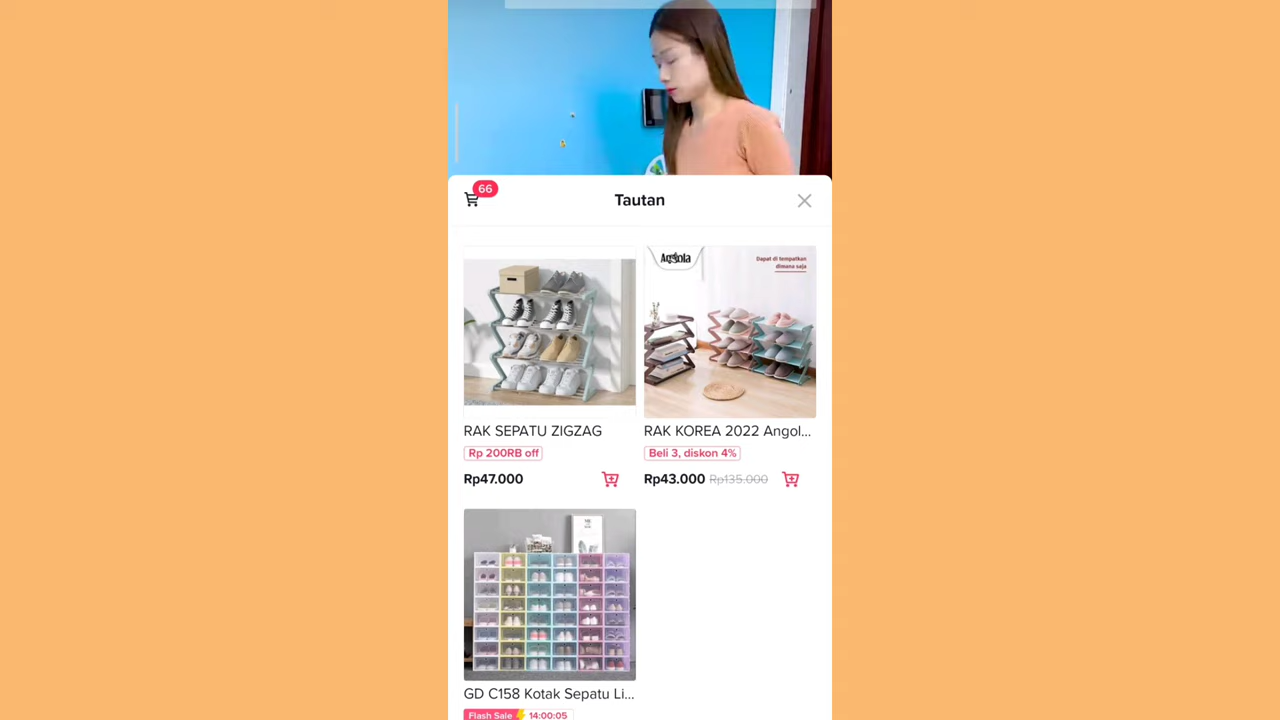 66
Tautan
Angola
Dapat di tempatkan
dimana saja
RAK SEPATU ZIGZAG
RAK KOREA 2022 Angol...
Rp 200RB off
Beli 3, diskon 4%
Rp47.000
Rp43.000 Rp135.000
GD C158 Kotak Sepatu Li...
Flash Sale 14:00:05